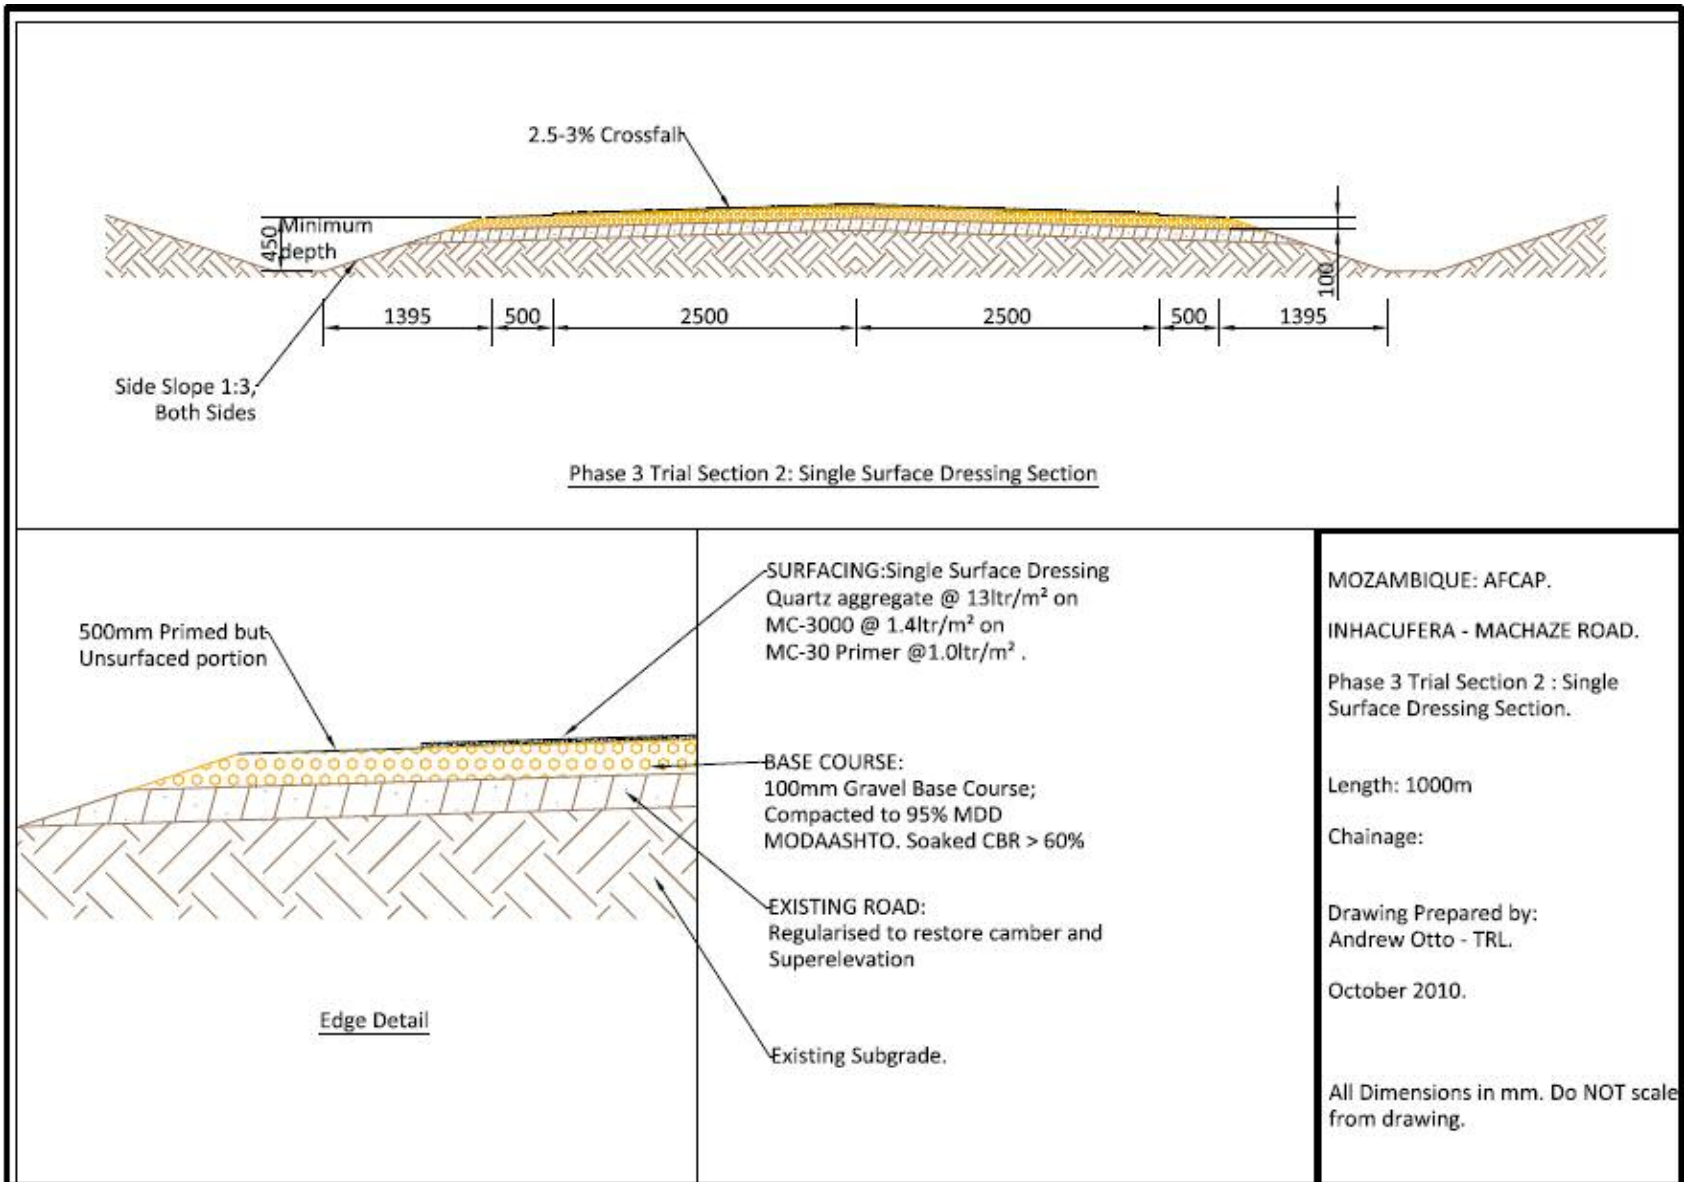 2.5-3% Crossfall
Minimum
depth
450
100
1395
500
2500
2500
500
1395
Side Slope 1:3,
Both Sides
Phase 3 Trial Section 2: Single Surface Dressing Section
500mm Primed but
Unsurfaced portion
Edge Detail
SURFACING:Single Surface Dressing
Quartz aggregate @ 13ltr/m² on
MC-3000 @ 1.4ltr/m² on
MC-30 Primer @1.0ltr/m² .
BASE COURSE:
100mm Gravel Base Course;
Compacted to 95% MDD
MODAASHTO. Soaked CBR > 60%
EXISTING ROAD:
Regularised to restore camber and
Superelevation
Existing Subgrade.
MOZAMBIQUE: AFCAP.
INHACUFERA - MACHAZE ROAD.
Phase 3 Trial Section 2 : Single
Surface Dressing Section.
Length: 1000m
Chainage:
Drawing Prepared by:
Andrew Otto - TRL.
October 2010.
All Dimensions in mm. Do NOT scale
from drawing.